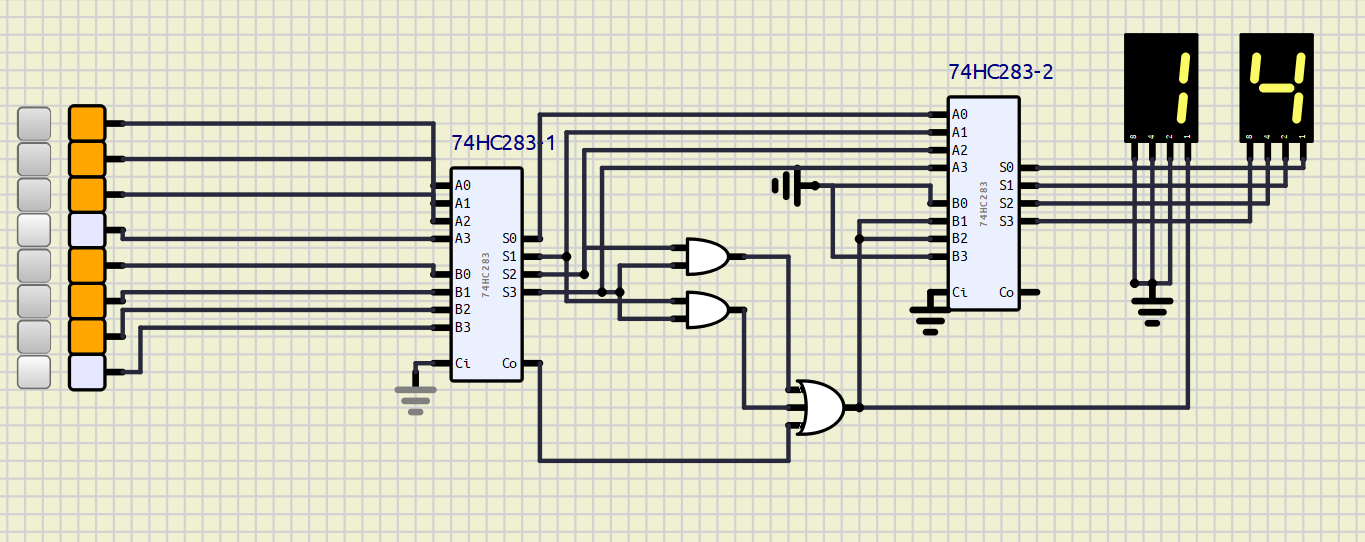 74HC283-1
A0
A1
A2
A3 S0
S1
B0 S2
B1 S3
B2
B3
Ci Co
74HC283
74HC283-2
A0
A1
A2
A3 S0
S1
B0 S2
B1 S3
B2
B3
Ci Co
74HC283
1
8 4 2 1
4
8 4 2 1